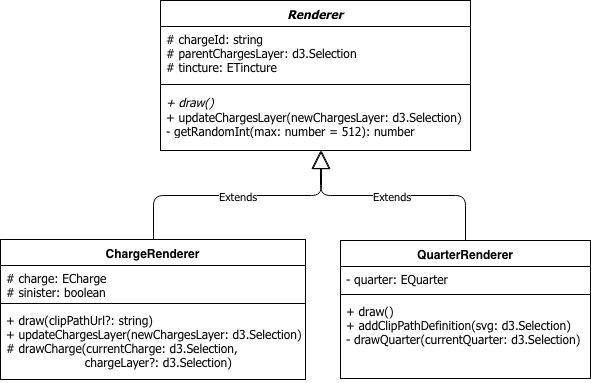 Renderer
# chargeId: string
# parentChargesLayer: d3.Selection
# tincture: ETincture
+ draw()
+ updateChargesLayer(newChargesLayer: d3.Selection)
- getRandomInt(max: number = 512): number
Extends
Extends
ChargeRenderer
# charge: ECharge
# sinister: boolean
+ draw(clipPathUrl?: string)
+ updateChargesLayer(newChargesLayer: d3.Selection)
# drawCharge(currentCharge: d3.Selection,
chargeLayer?: d3.Selection)
QuarterRenderer
- quarter: EQuarter
+ draw()
+ addClipPathDefinition(svg: d3.Selection)
- drawQuarter(currentQuarter: d3.Selection)